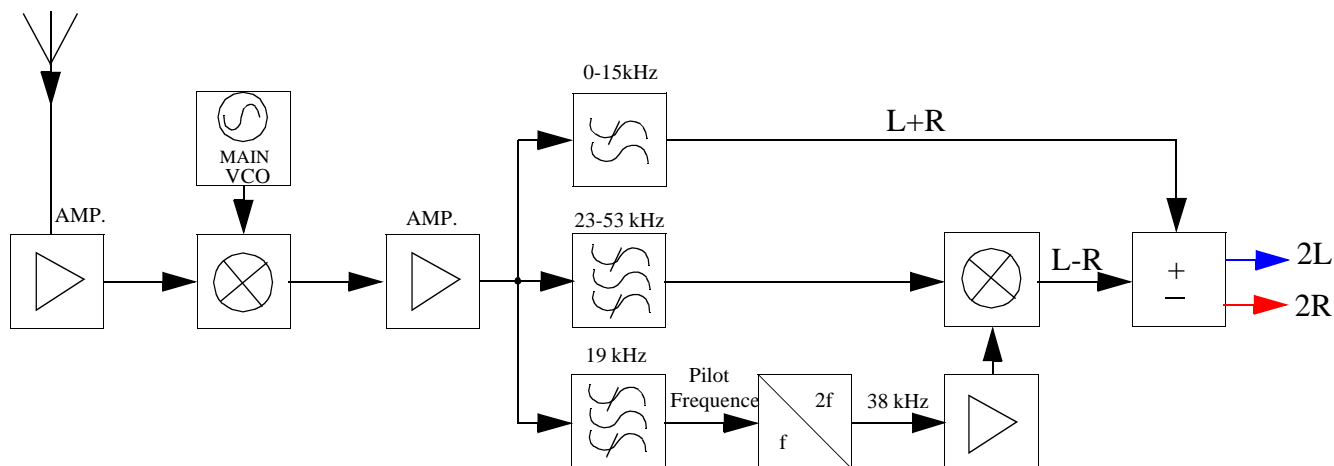 0-15kHz
L+R
MAIN
VCO
AMP.
AMP.
23-53 kHz
L-R
+
–
2L
2R
19 kHz
Pilot
Frequence
2f
f
38 kHz